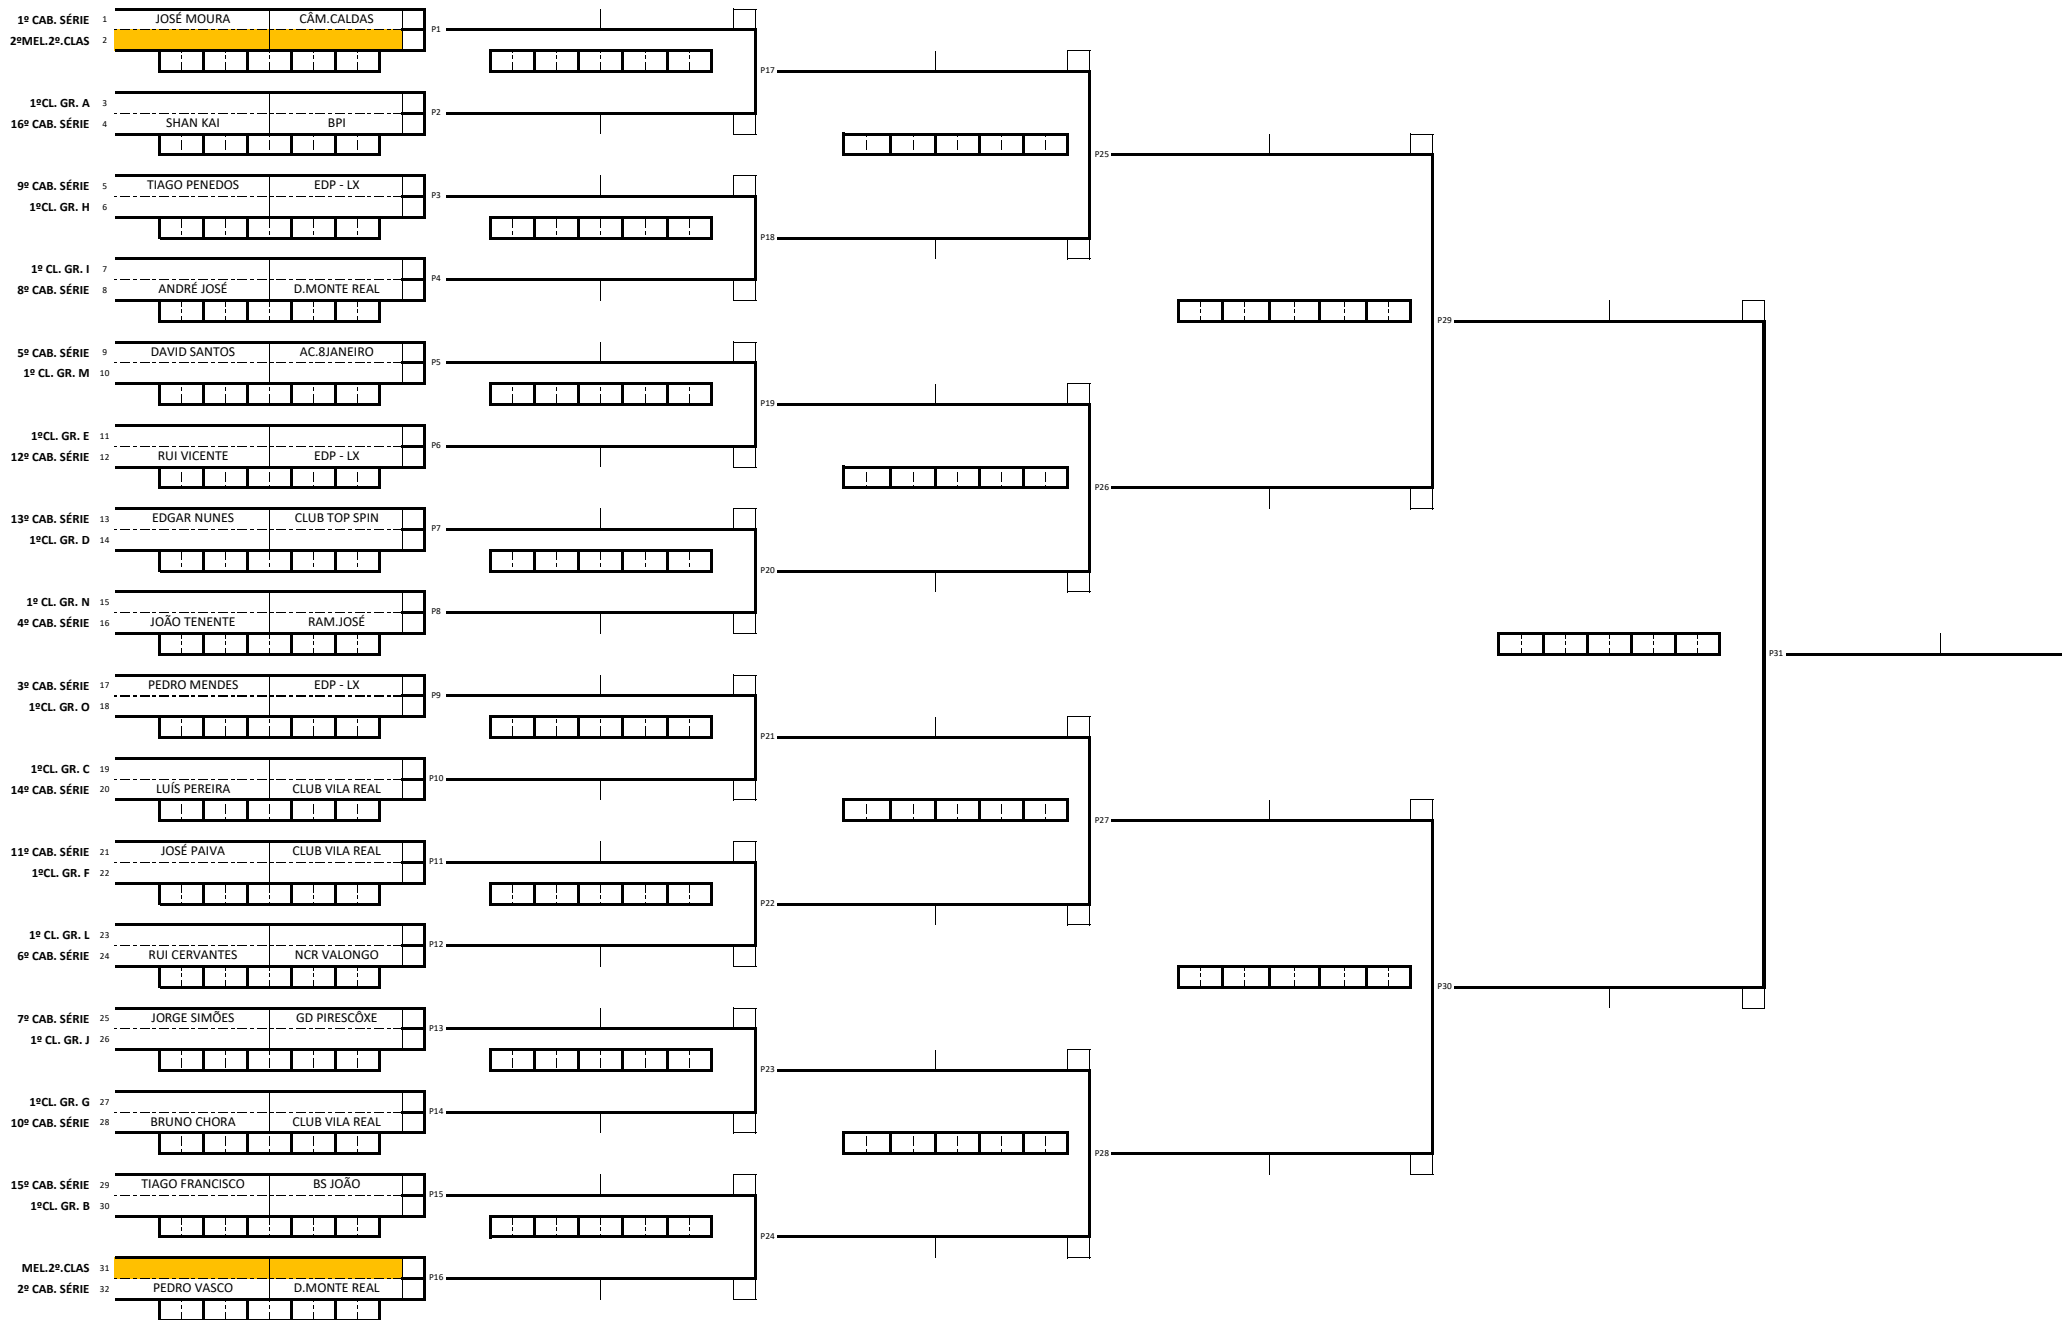 1º CAB. SÉRIE 1 JOSÉ MOURA CÂM.CALDAS
P1
2ºMEL.2º.CLAS 2
P17
1ºCL. GR. A 3
P2
16º CAB. SÉRIE 4 SHAN KAI BPI
P25
9º CAB. SÉRIE 5 TIAGO PENEDOS EDP - LX
P3
1ºCL. GR. H 6
P18
1º CL. GR. I 7
P4
8º CAB. SÉRIE 8 ANDRÉ JOSÉ D.MONTE REAL
P29
5º CAB. SÉRIE 9 DAVID SANTOS AC.8JANEIRO
P5
1º CL. GR. M 10
P19
1ºCL. GR. E 11
P6
12º CAB. SÉRIE 12 RUI VICENTE EDP - LX
P26
13º CAB. SÉRIE 13 EDGAR NUNES CLUB TOP SPIN
P7
1ºCL. GR. D 14
P20
1º CL. GR. N 15
P8
4º CAB. SÉRIE 16 JOÃO TENENTE RAM.JOSÉ
P31
3º CAB. SÉRIE 17 PEDRO MENDES EDP - LX
P9
1ºCL. GR. O 18
P21
1ºCL. GR. C 19
P10
14º CAB. SÉRIE 20 LUÍS PEREIRA CLUB VILA REAL
P27
11º CAB. SÉRIE 21 JOSÉ PAIVA CLUB VILA REAL
P11
1ºCL. GR. F 22
P22
1º CL. GR. L 23
P12
6º CAB. SÉRIE 24 RUI CERVANTES NCR VALONGO
P30
7º CAB. SÉRIE 25 JORGE SIMÕES GD PIRESCÔXE
P13
1º CL. GR. J 26
P23
1ºCL. GR. G 27
P14
10º CAB. SÉRIE 28 BRUNO CHORA CLUB VILA REAL
P28
15º CAB. SÉRIE 29 TIAGO FRANCISCO BS JOÃO
P15
1ºCL. GR. B 30
P24
MEL.2º.CLAS 31
P16
2º CAB. SÉRIE 32 PEDRO VASCO D.MONTE REAL